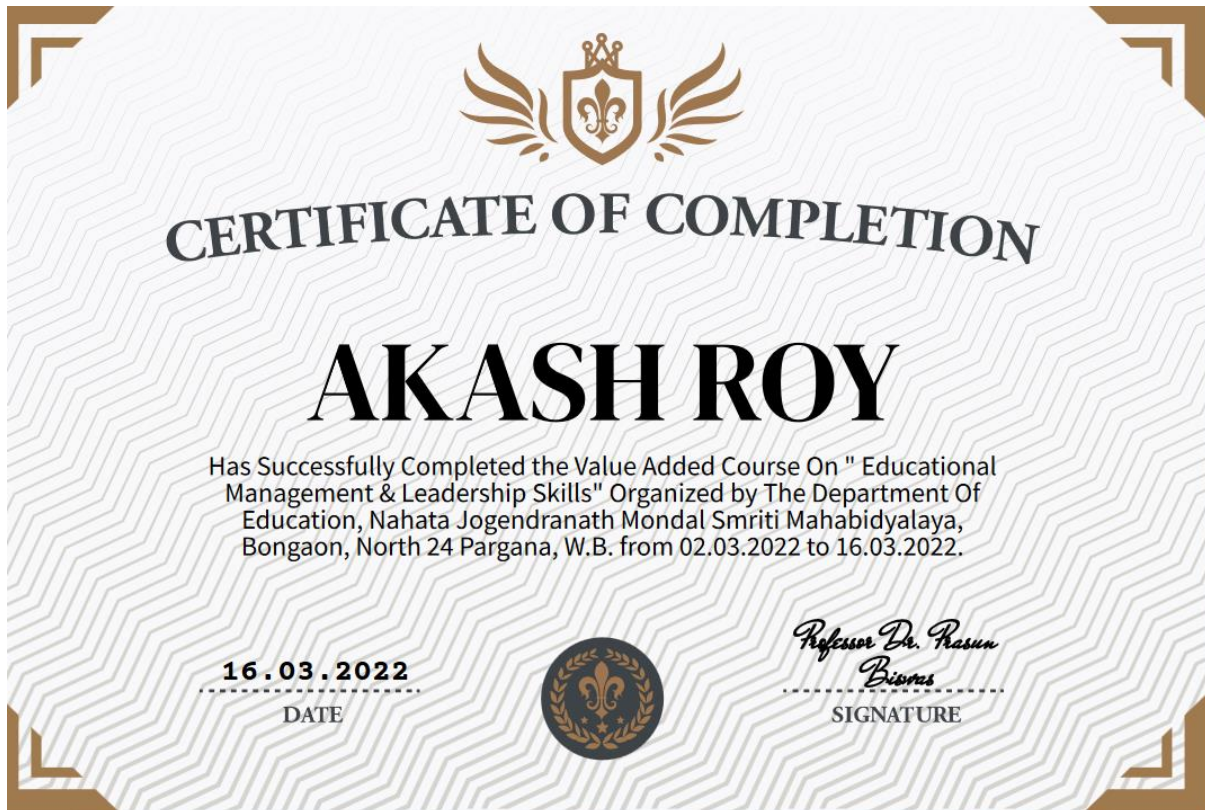 CERTIFICATE OF COMPLETION
AKASH ROY
Has Successfully Completed the Value Added Course On " Educational
Management & Leadership Skills" Organized by The Department Of
Education, Nahata Jogendranath Mondal Smriti Mahabidyalaya,
Bongaon, North 24 Pargana, W.B. from 02.03.2022 to 16.03.2022.
16.03.2022
DATE
Professor Dr. Prasun
Biswas
SIGNATURE